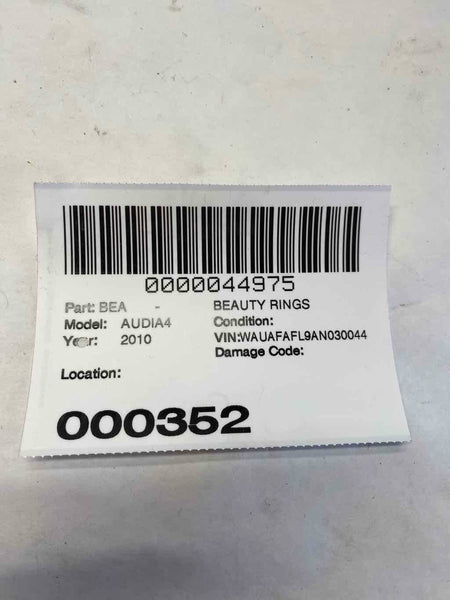 0000044975
Part: BEA - BEAUTY RINGS
Model: AUDIA4 Condition:
Year: 2010 VIN:WAUAFAFL9AN030044
Damage Code:
Location:
000352